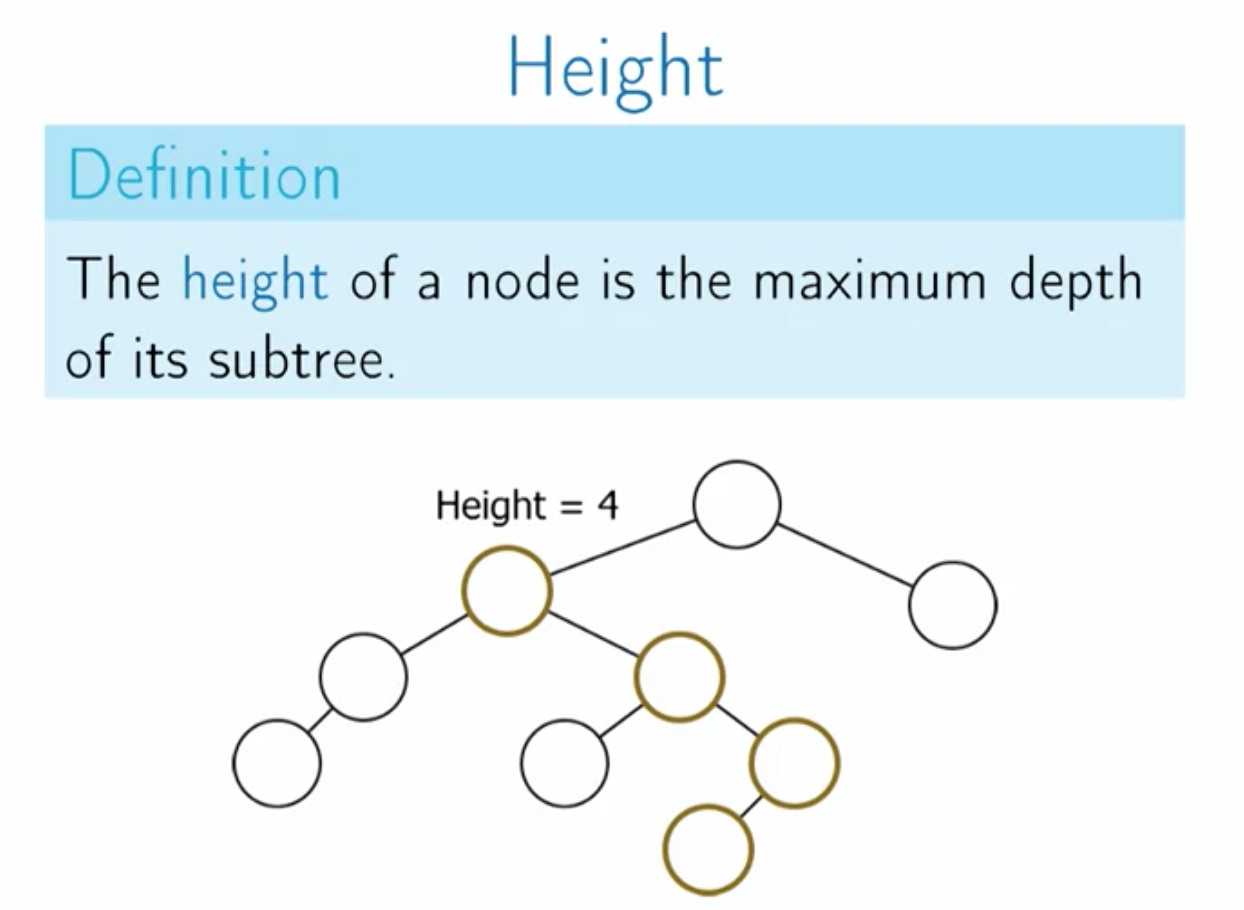 Height
Definition
The height of a node is the maximum depth
of its subtree.
Height = 4